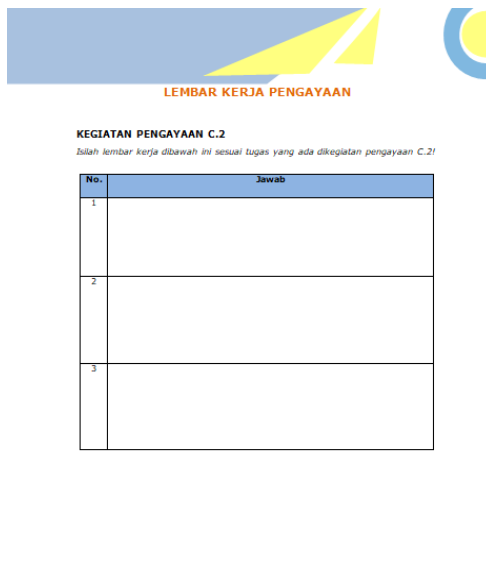 LEMBAR KERJA PENGAYAAN
KEGIATAN PENGAYAAN C.2
Isilah lembar kerja dibawah ini sesuai tugas yang ada dikegiatan pengayaan C.2!
No. Jawab
1
2
3